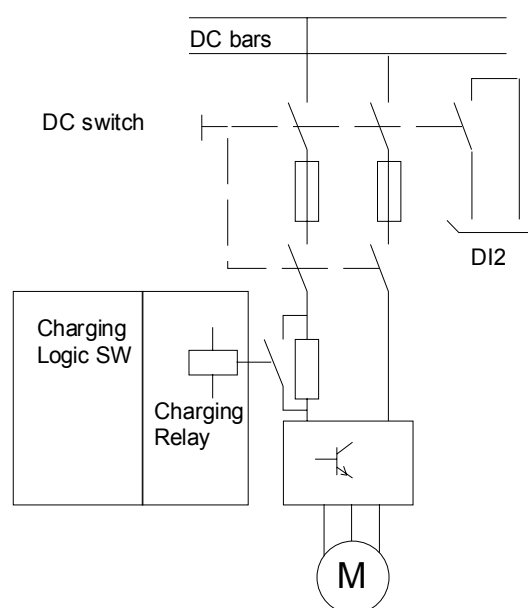 DC bars
DC switch
DI2
Charging
Logic SW
Charging
Relay
M